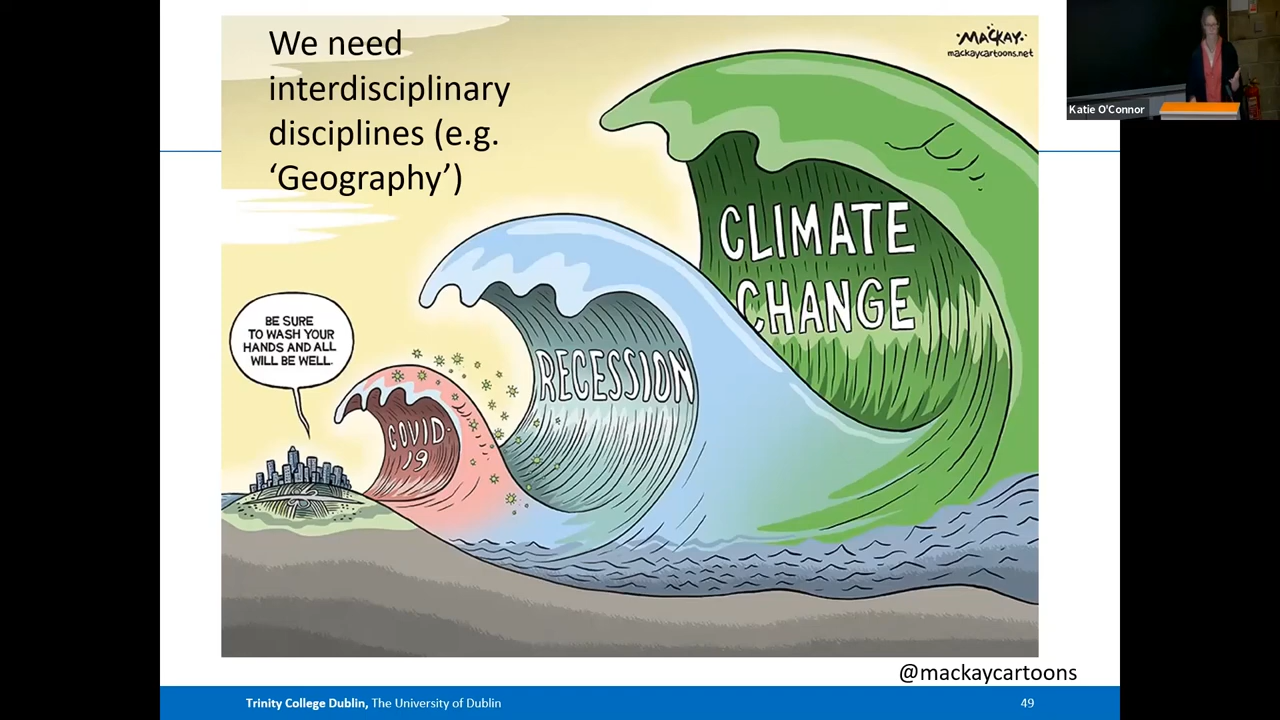 We need
interdisciplinary
disciplines (e.g.
‘Geography’)
MACKAY
mackaycartoons.net
Katie O'Connor
CLIMATE
CHANGE
BE SURE
TO WASH YOUR
HANDS AND ALL
WILL BE WELL.
RECESSION
COVID-
19
@mackaycartoons
Trinity College Dublin, The University of Dublin
49